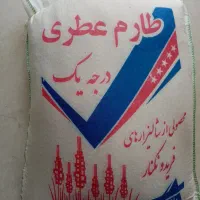 طارم عطری
درجه یک
محصولی از شالیزارهای
فریدونکنار